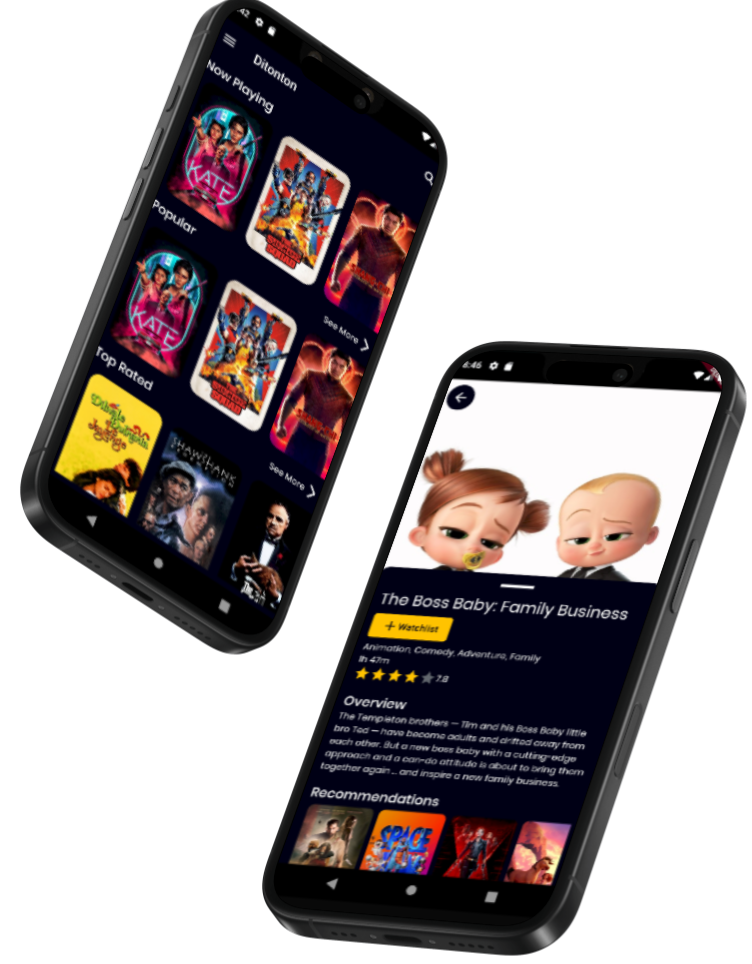 :42
Ditonton
Now Playing
KATE
Popular
See More
KATE
Top Rated
See More
6:46
The Boss Baby: Family Business
+ Watchlist
Animation, Comedy, Adventure, Family
1h 47m
7.8
Overview
The Templeton brothers — Tim and his Boss Baby little
bro Ted — have become adults and drifted away from
each other. But a new boss baby with a cutting-edge
approach and a can-do attitude is about to bring them
together again … and inspire a new family business.
Recommendations
SPACE